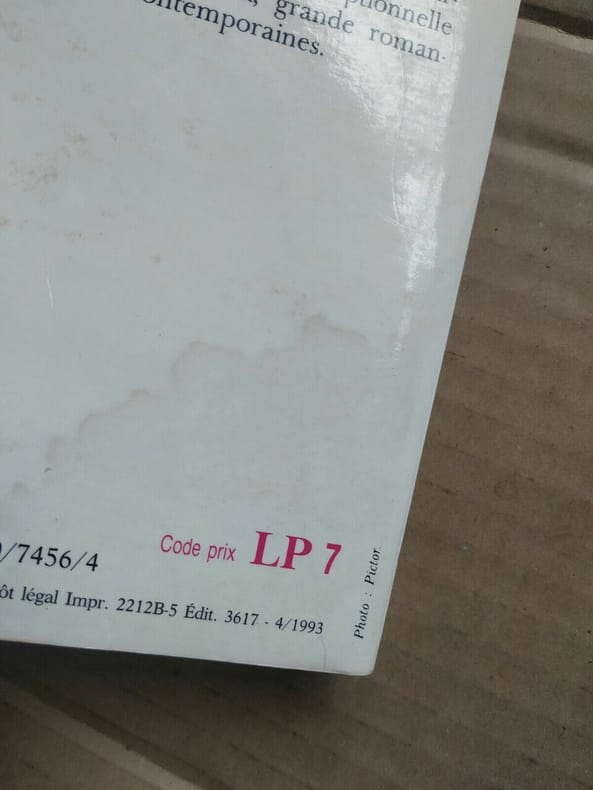 ptionnelle
, grande roman-
ontemporaines.
/7456/4
Code prix LP 7
ôt légal Impr. 2212B-5 Édit. 3617 - 4/1993
Photo : Pictor.